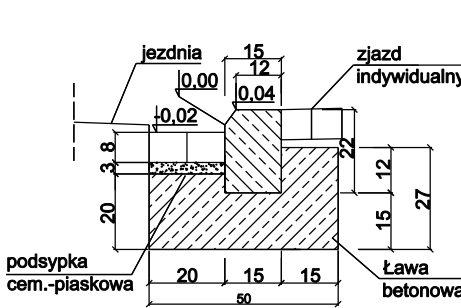 15
12
jezdnia
zjazd
indywidualny
0,00
0,04
-0,02
8
3
20
22
12
15
27
podsypka
cem.-piaskowa
20
15
15
50
Ława
betonowa